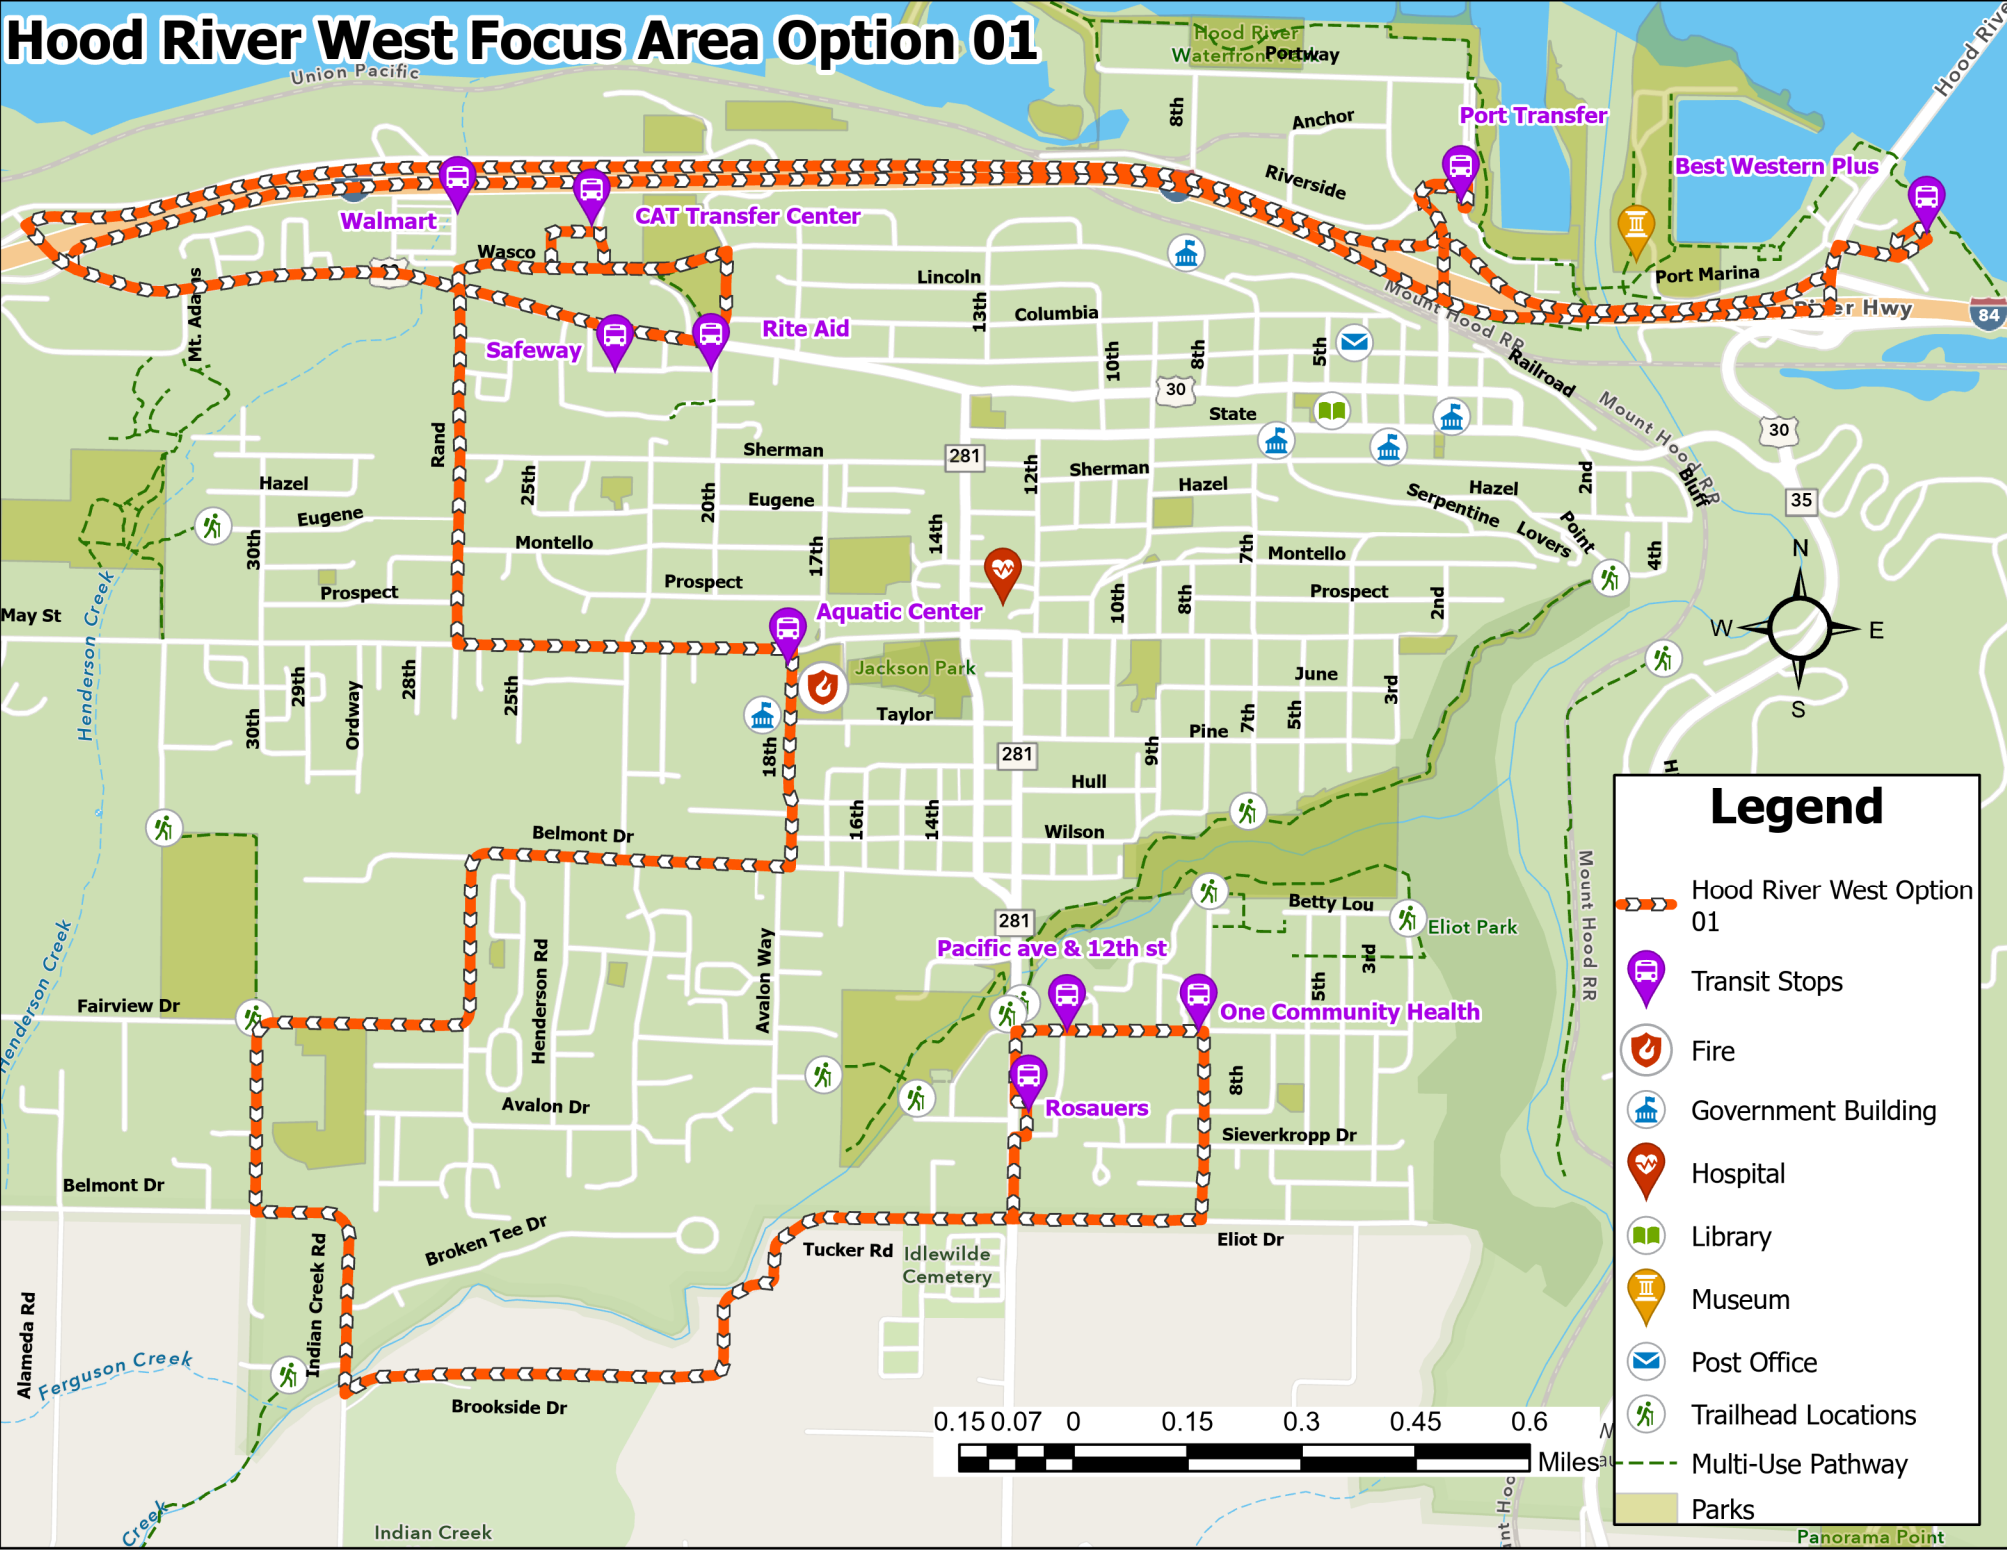 Hood River West Focus Area Option 01
Union Pacific
Hood River
Waterfront Park
Portway
8th
Anchor
Port Transfer
Riverside
Best Western Plus
Walmart
CAT Transfer Center
Wasco
Lincoln
Columbia
13th
Port Marina
River Hwy
84
Mt. Adams
Rite Aid
Safeway
Mount Hood RR
Railroad
10th
8th
5th
30
30
State
Mount Hood RR
Rand
Sherman
281
12th
Sherman
Hazel
25th
20th
Eugene
Hazel
Hazel
2nd
Bluff
35
Serpentine
Lovers
Point
Eugene
30th
Montello
14th
17th
7th
Montello
4th
N
Prospect
Prospect
10th
8th
Prospect
2nd
W
E
S
May St
Aquatic Center
Henderson Creek
Jackson Park
June
3rd
29th
28th
25th
30th
Ordway
18th
Taylor
7th
5th
Pine
9th
281
Hull
16th
14th
Belmont Dr
Wilson
Mount Hood RR
281
Betty Lou
Eliot Park
Pacific ave & 12th st
3rd
5th
Henderson Creek
Fairview Dr
Henderson Rd
Avalon Way
One Community Health
8th
Rosauers
Avalon Dr
Sieverkropp Dr
Belmont Dr
Broken Tee Dr
Indian Creek Rd
Tucker Rd
Idlewilde
Cemetery
Eliot Dr
Alameda Rd
Ferguson Creek
Brookside Dr
Creek
Indian Creek
0.15 0.07 0 0.15 0.3 0.45 0.6
Miles
Legend
Hood River West Option
01
Transit Stops
Fire
Government Building
Hospital
Library
Museum
Post Office
Trailhead Locations
Multi-Use Pathway
Parks
Panorama Point